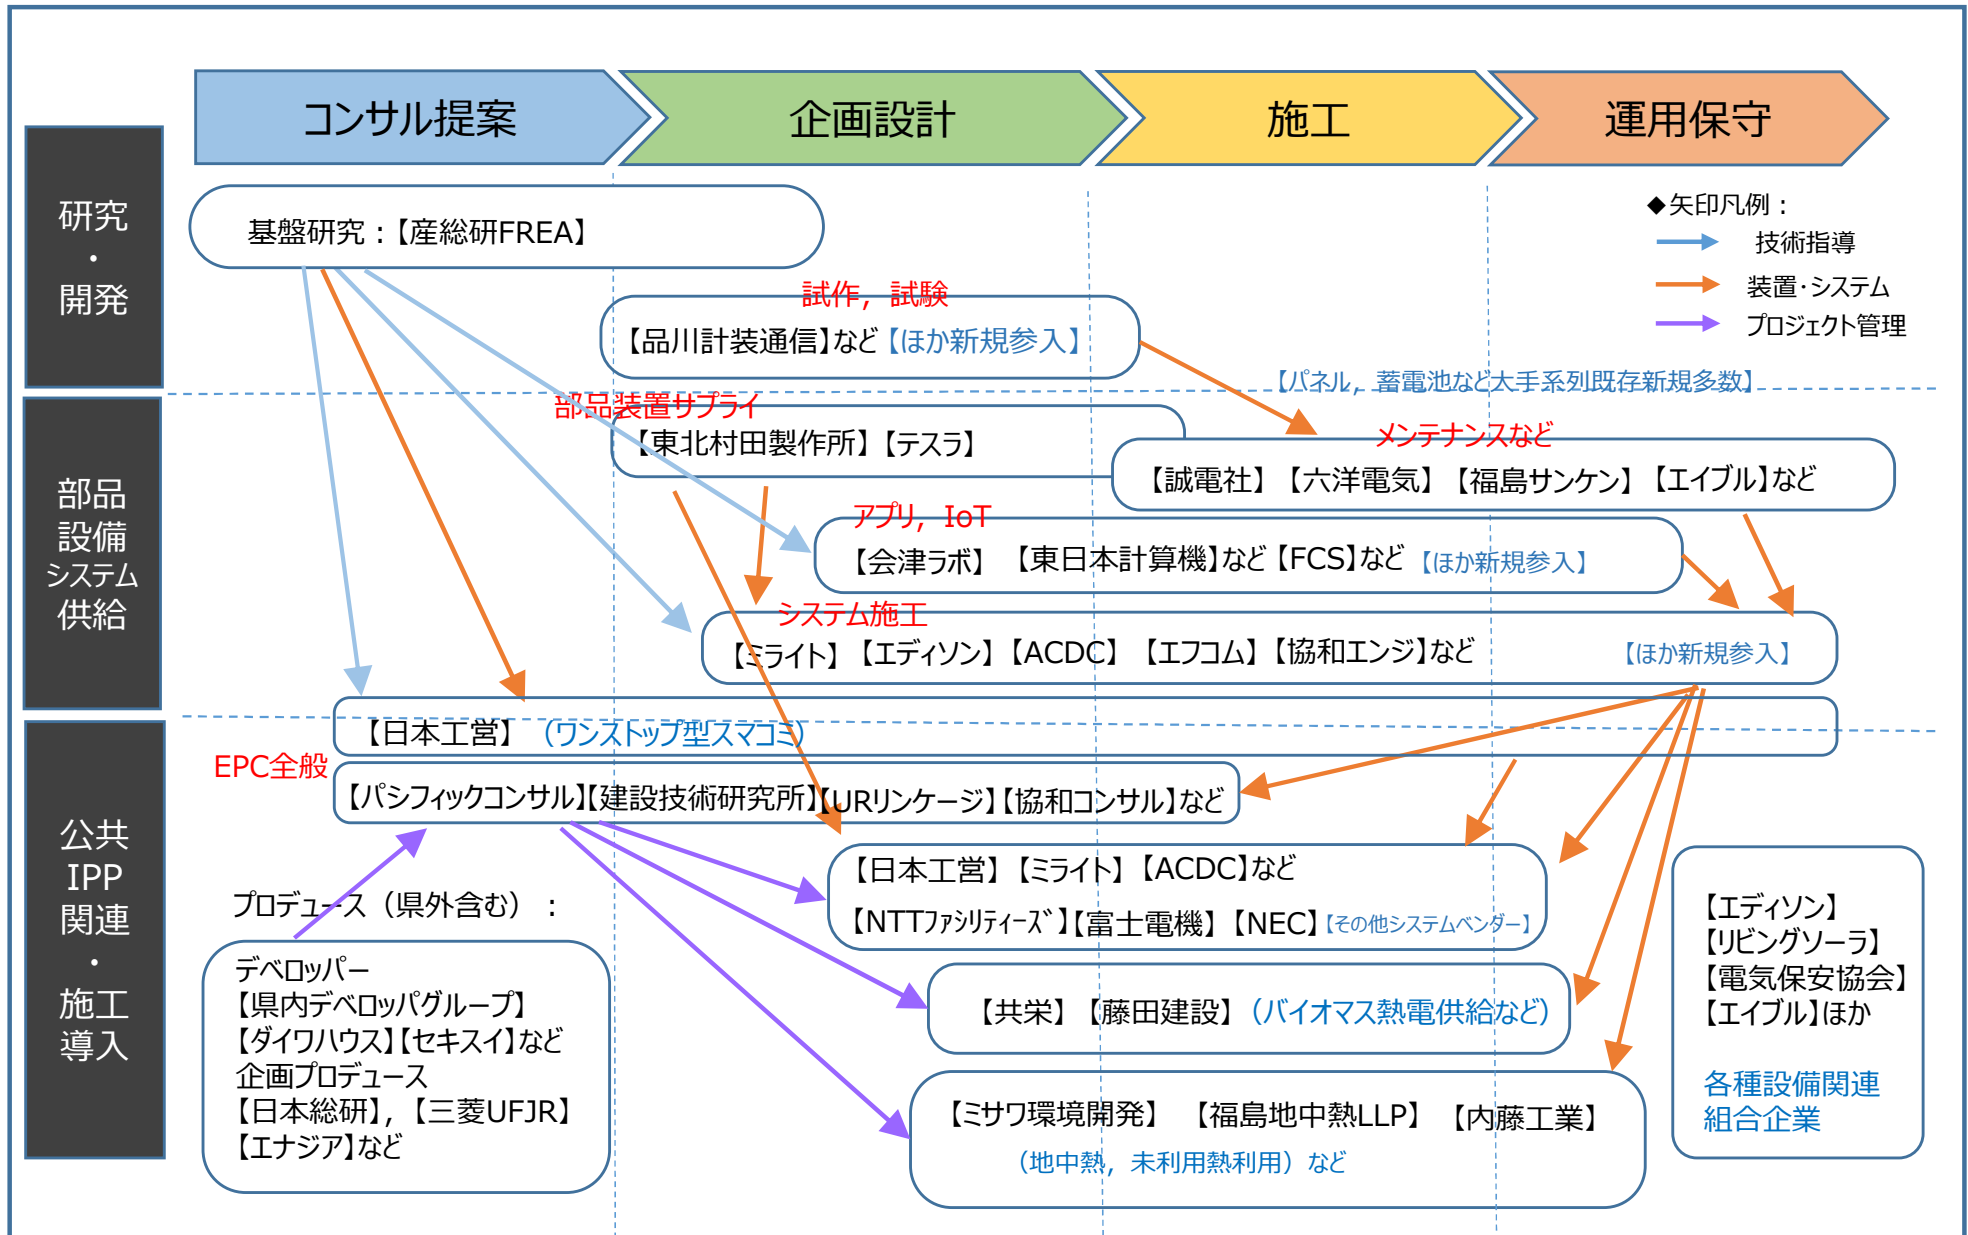 コンサル提案
企画設計
施工
運用保守
研究
・
開発
基盤研究：【産総研FREA】
◆矢印凡例：
技術指導
装置・システム
プロジェクト管理
試作，試験
【品川計装通信】など【ほか新規参入】
【パネル，蓄電池など大手系列既存新規多数】
部品
設備
システム
供給
部品装置サプライ
【東北村田製作所】【テスラ】
メンテナンスなど
【誠電社】【六洋電気】【福島サンケン】【エイブル】など
アプリ，IoT
【会津ラボ】【東日本計算機】など【FCS】など【ほか新規参入】
システム施工
【ミライト】【エディソン】【ACDC】【エフコム】【協和エンジ】など【ほか新規参入】
【日本工営】（ワンストップ型スマコミ）
EPC全般
【パシフィックコンサル】【建設技術研究所】【URリンケージ】【協和コンサル】など
公共
IPP
関連
・
施工
導入
プロデュース（県外含む）：
デベロッパー
【県内デベロッパグループ】
【ダイワハウス】【セキスイ】など
企画プロデュース
【日本総研】，【三菱UFJR】
【エナジア】など
【日本工営】【ミライト】【ACDC】など
【NTTファシリティーズ】【富士電機】【NEC】【その他システムベンダー】
【共栄】【藤田建設】（バイオマス熱電供給など）
【ミサワ環境開発】【福島地中熱LLP】【内藤工業】
（地中熱，未利用熱利用）など
【エディソン】
【リビングソーラ】
【電気保安協会】
【エイブル】ほか
各種設備関連
組合企業